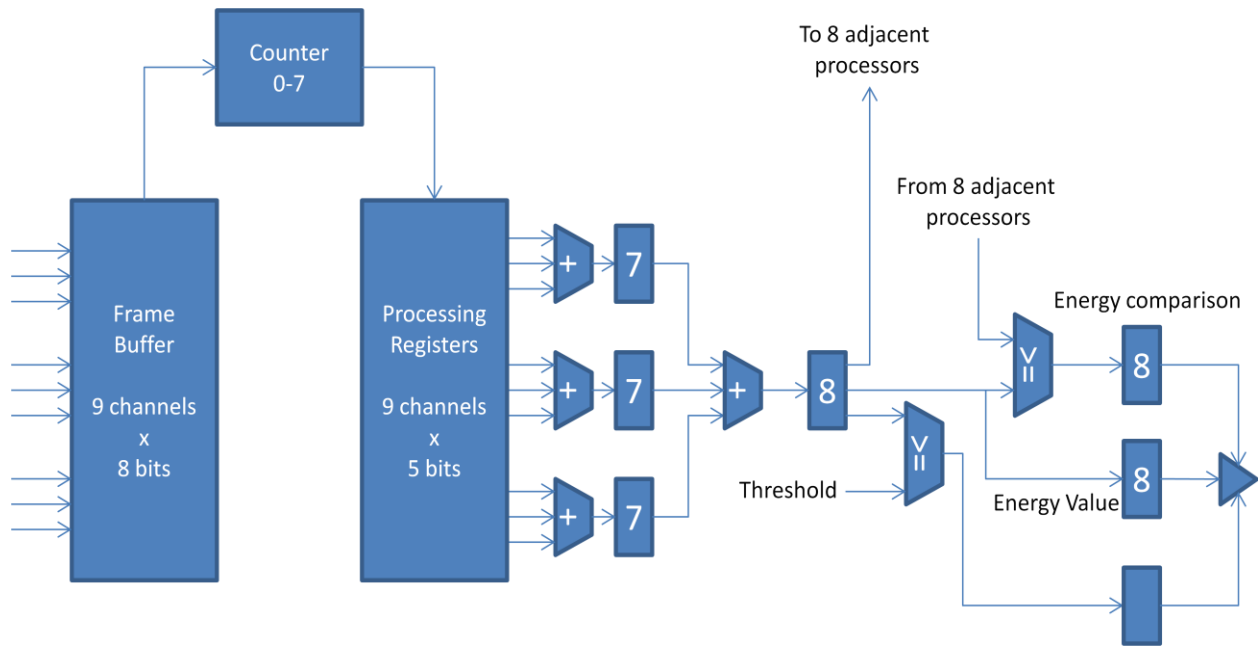 Counter
0-7
To 8 adjacent
processors
From 8 adjacent
processors
Frame
Buffer
9 channels
x
8 bits
Processing
Registers
9 channels
x
5 bits
+
7
+
7
+
7
+
8
Threshold
≤
≤
Energy comparison
8
Energy Value
8